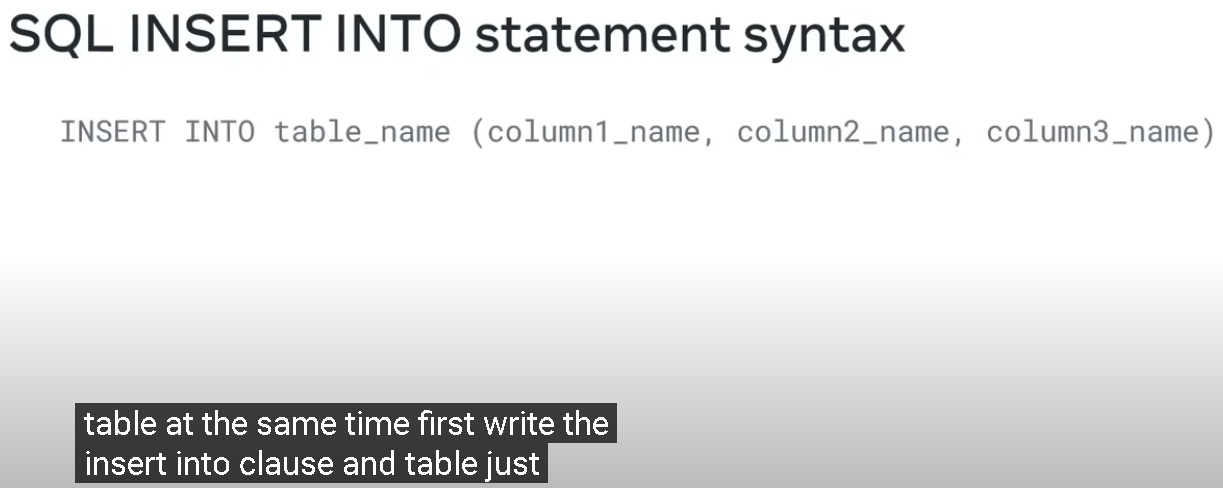 SQL INSERT INTO statement syntax
INSERT INTO table_name (column1_name, column2_name, column3_name)
table at the same time first write the
insert into clause and table just